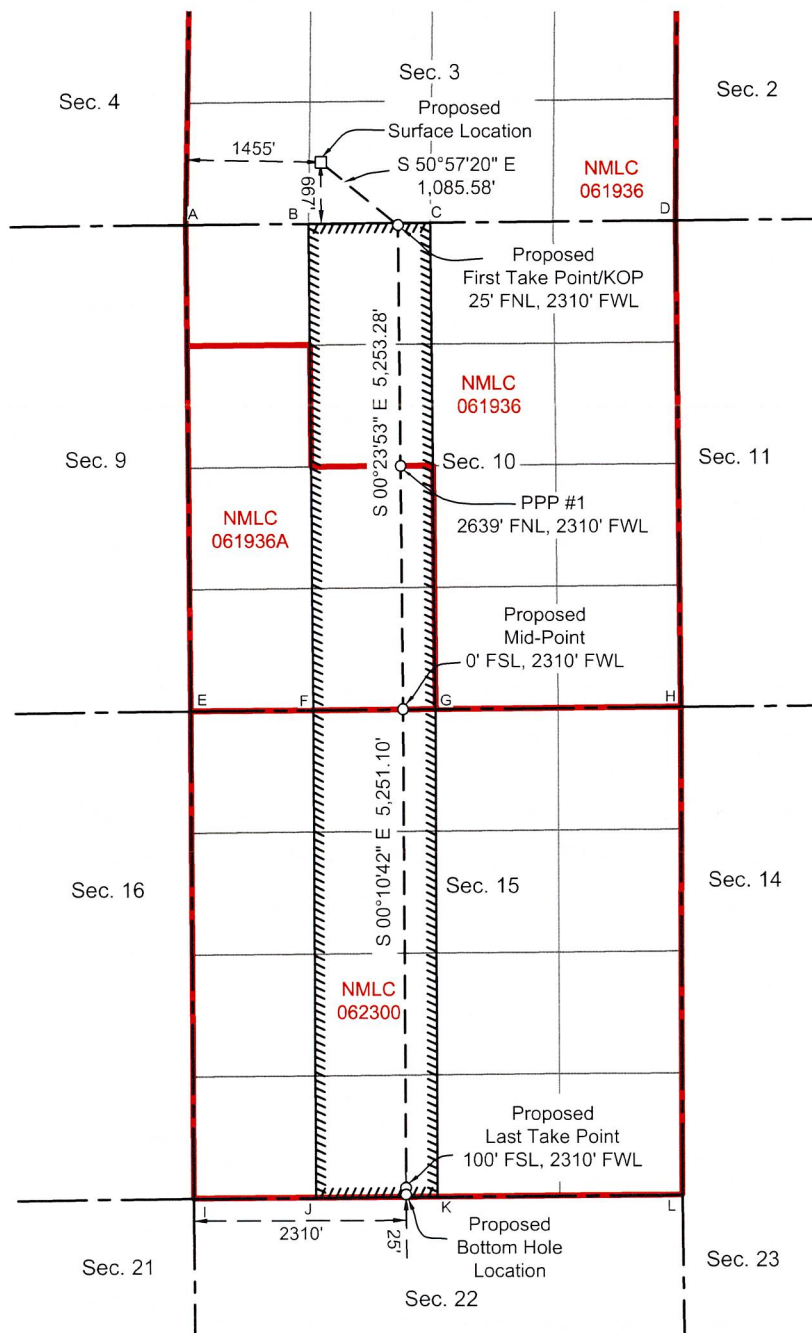 Sec. 3
Sec. 4
Sec. 2
Proposed
Surface Location
1455'
S 50°57'20" E
1,085.58'
667'
NMLC
061936
A
B
C
D
Proposed
First Take Point/KOP
25' FNL, 2310' FWL
S 00°23'53" E 5,253.28'
NMLC
061936
Sec. 9
Sec. 10
Sec. 11
NMLC
061936A
PPP #1
2639' FNL, 2310' FWL
Proposed
Mid-Point
0' FSL, 2310' FWL
E
F
G
H
S 00°10'42" E 5,251.10'
Sec. 16
Sec. 15
Sec. 14
NMLC
062300
Proposed
Last Take Point
100' FSL, 2310' FWL
I
J
K
L
2310'
25'
Proposed
Bottom Hole
Location
Sec. 21
Sec. 23
Sec. 22